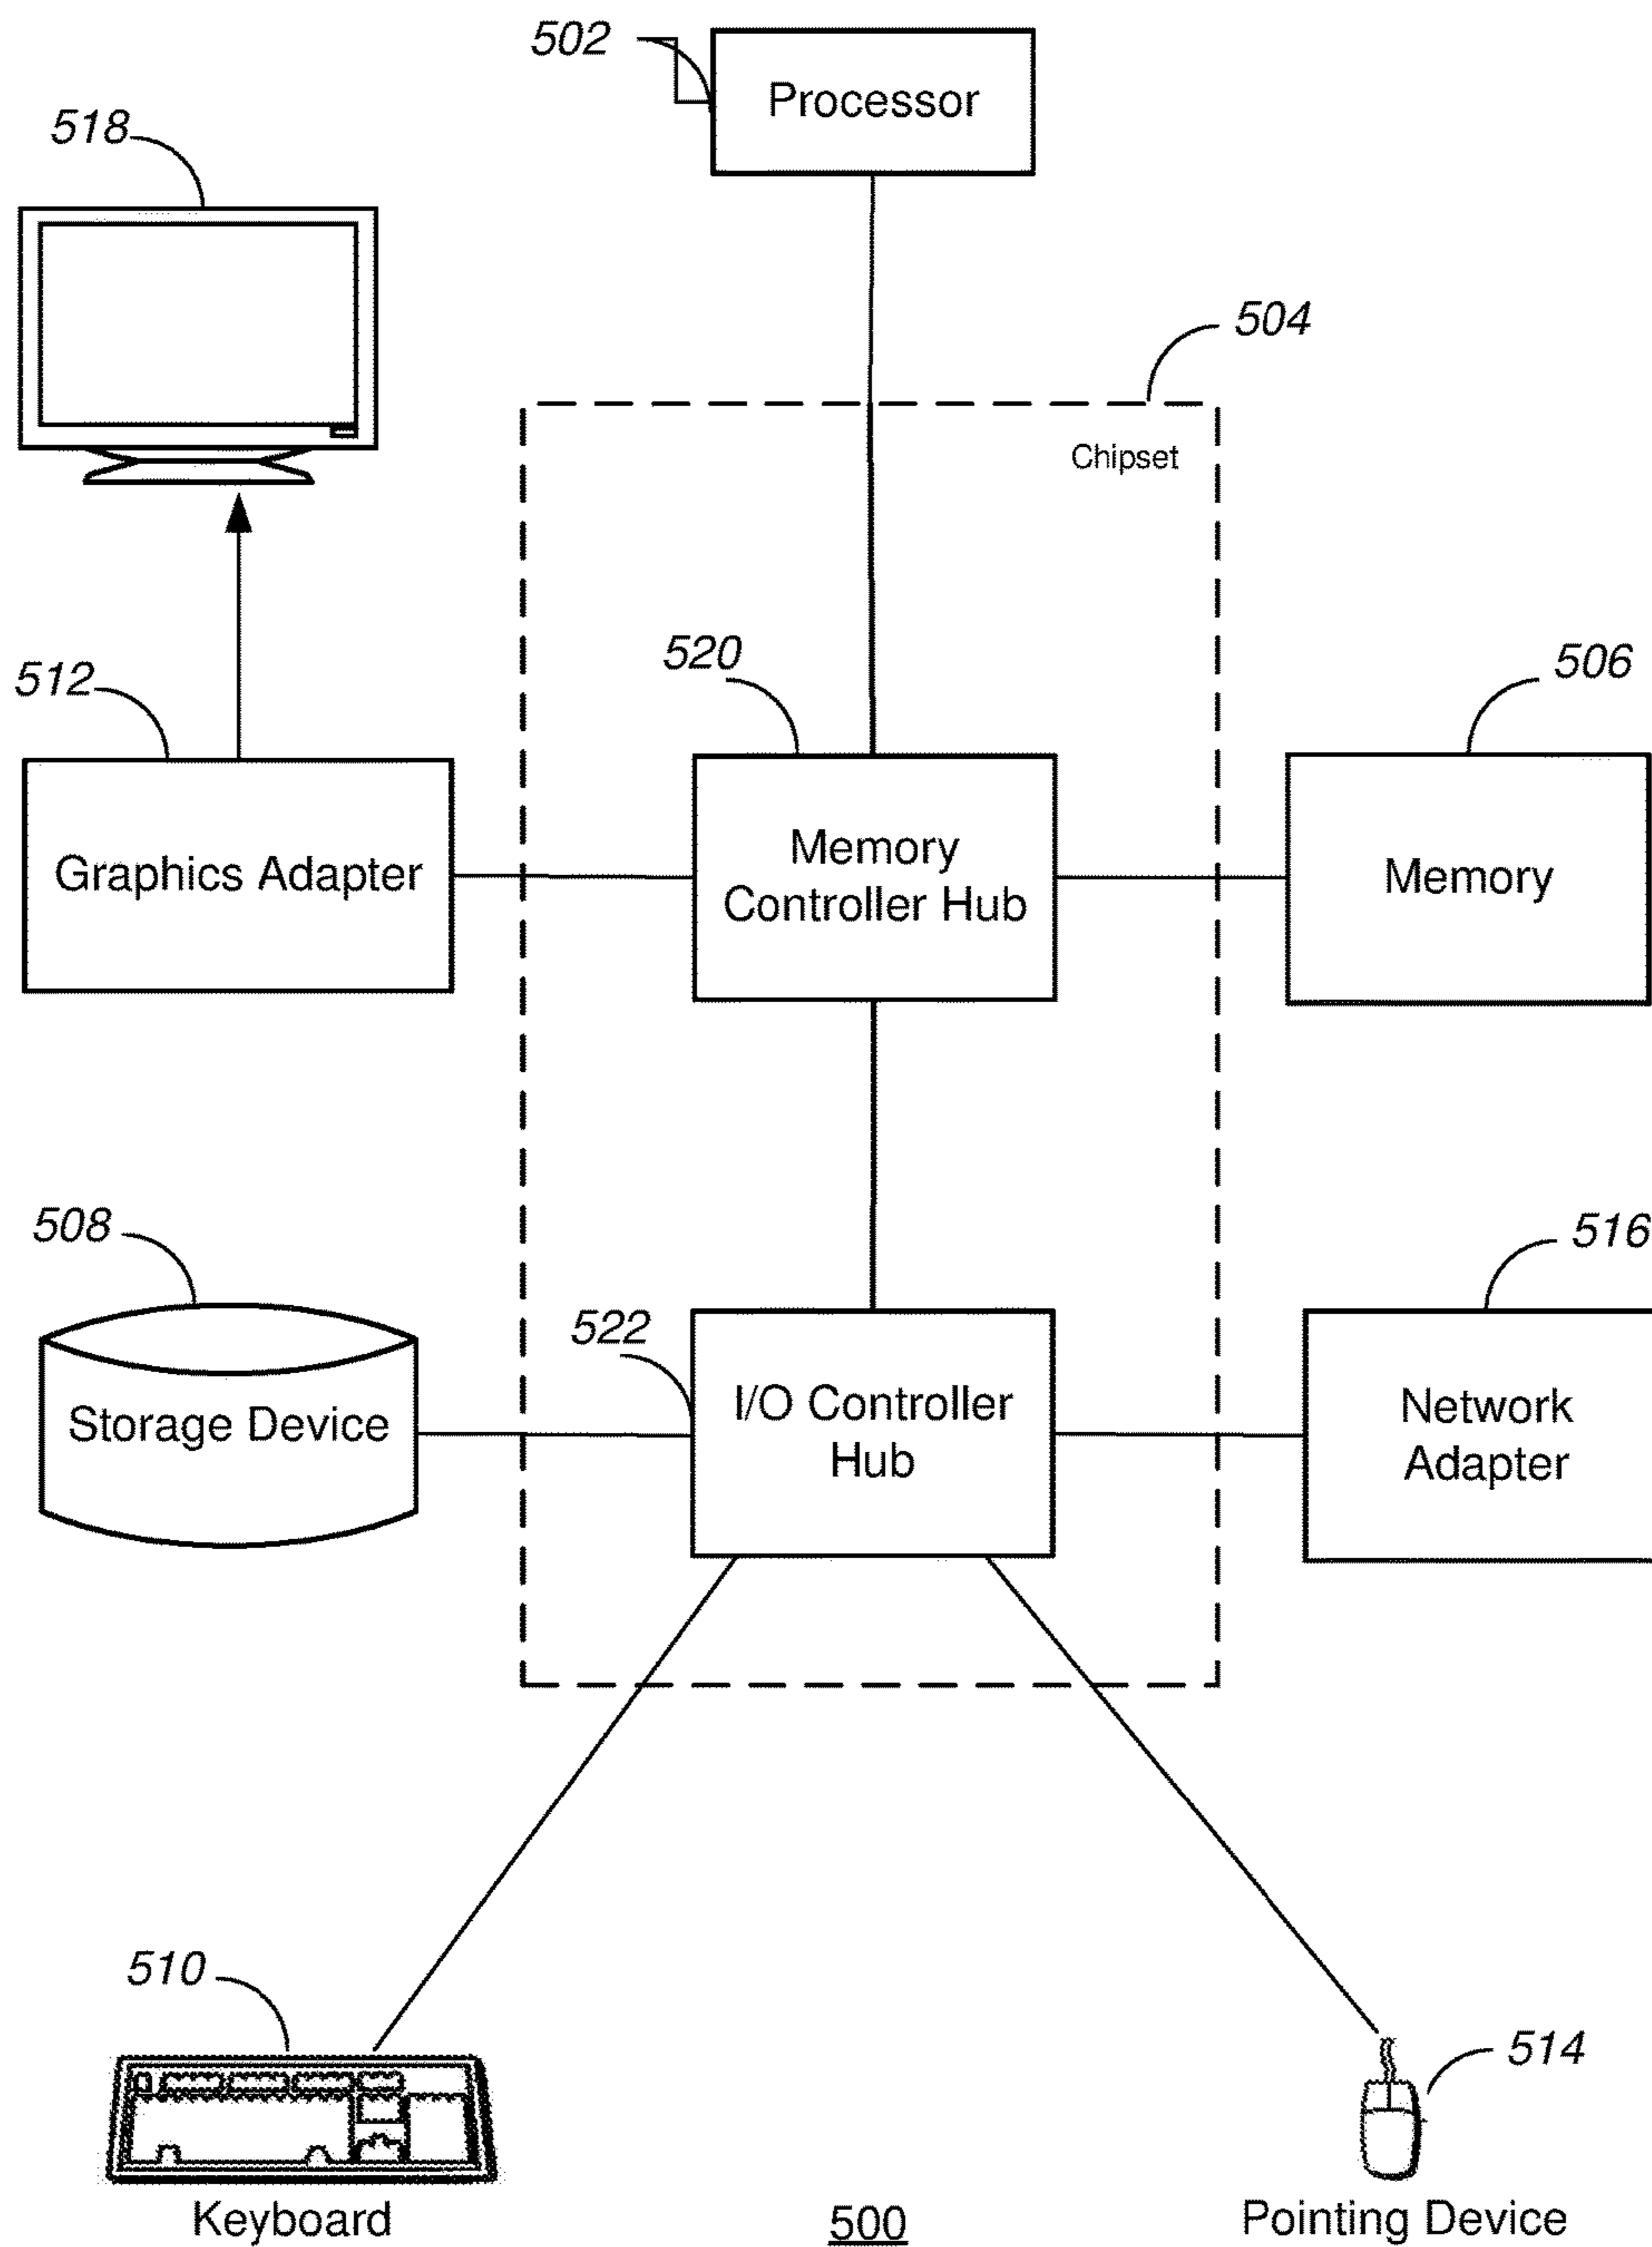 502
Processor
518
504
Chipset
520
506
512
Memory
Controller Hub
Graphics Adapter
Memory
508
516
522
I/O Controller
Hub
Storage Device
Network
Adapter
510
514
Keyboard
500
Pointing Device